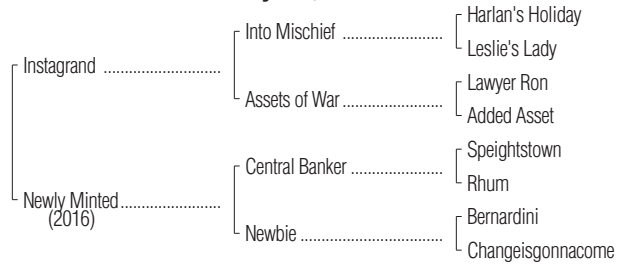 Harlan's Holiday
Into Mischief ........................
Leslie's Lady
Instagrand ............................
Lawyer Ron
Assets of War ........................
Added Asset
Speightstown
Central Banker ......................
Rhum
Newly Minted ........................
(2016)
Bernardini
Newbie ..................................
Changeisgonnacome